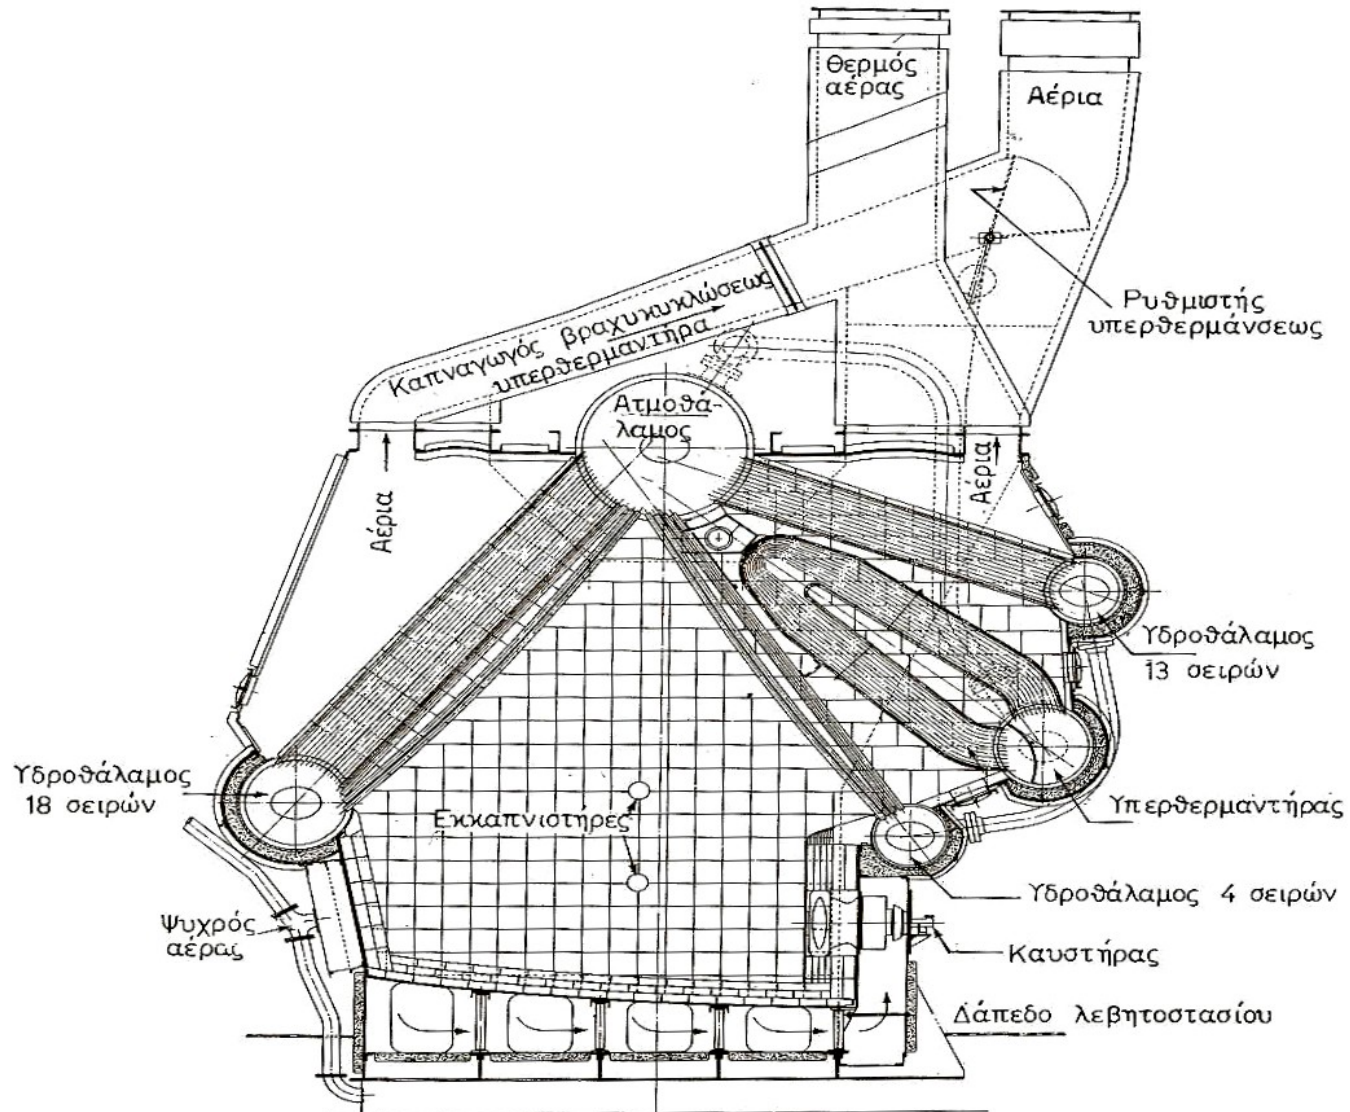 Θερμός
αέρας
Αέρια
Ρυθμιστής
υπερθερμάνσεως
Καπναγωγός βραχυκυκλώσεως
υπερθερμαντήρα
Ατμοθά-
λαμος
Αέρια
Αέρια
Υδροθάλαμος
13 σειρών
Υδροθάλαμος
18 σειρών
Εκκαπνιστήρες
Υπερθερμαντήρας
Υδροθάλαμος 4 σειρών
Ψυχρός
αέρας
Καυστήρας
Δάπεδο λεβητοστασίου